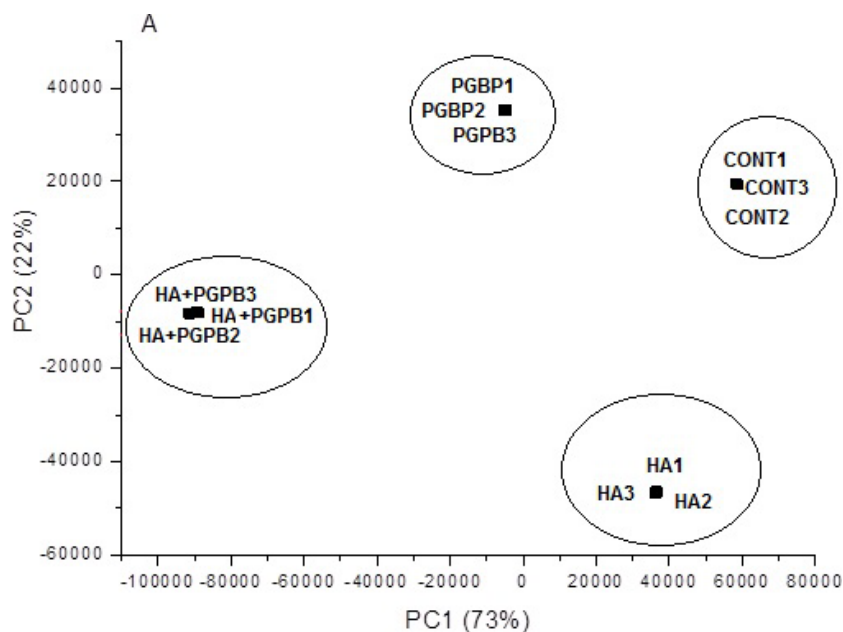 A
PGBP1
PGBP2
PGPB3
CONT1
CONT3
CONT2
HA+PGPB3
HA+PGPB1
HA+PGPB2
HA1
HA3
HA2
40000
20000
0
-20000
-40000
-60000
PC2 (22%)
-100000 -80000 -60000 -40000 -20000 0 20000 40000 60000 80000
PC1 (73%)